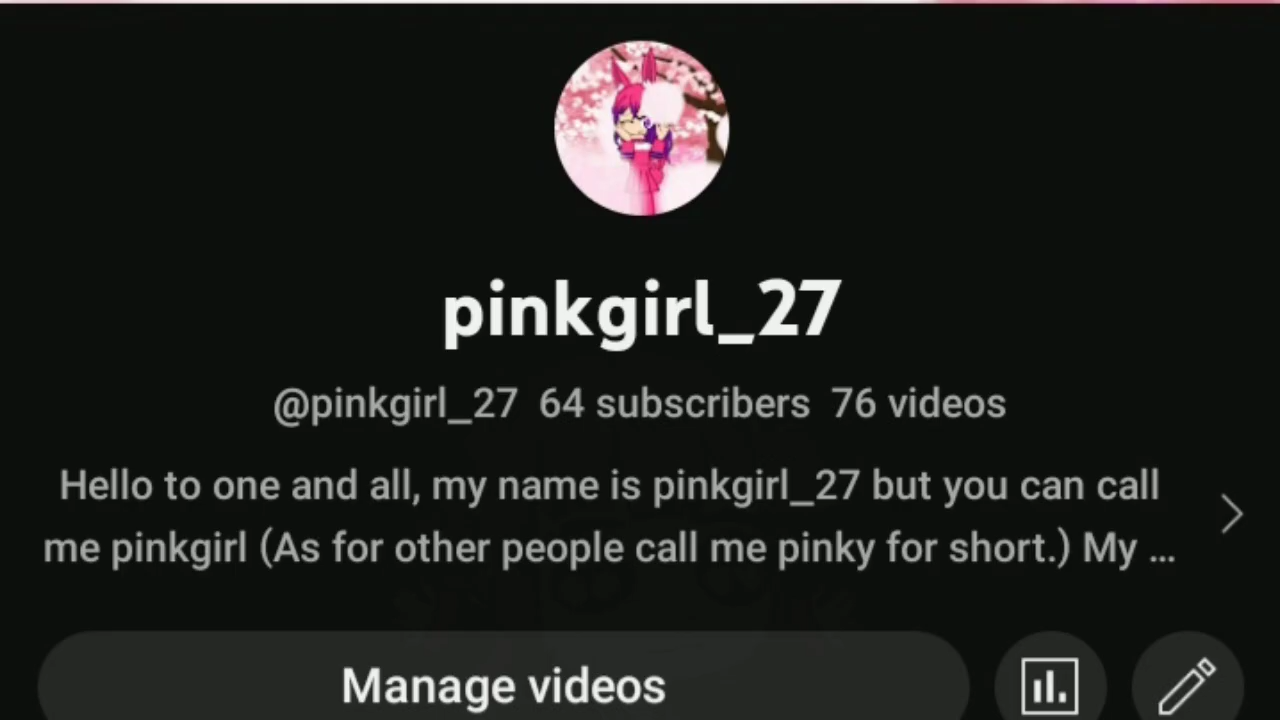 pinkgirl_27
@pinkgirl_27 64 subscribers 76 videos
Hello to one and all, my name is pinkgirl_27 but you can call
me pinkgirl (As for other people call me pinky for short.) My ...
Manage videos